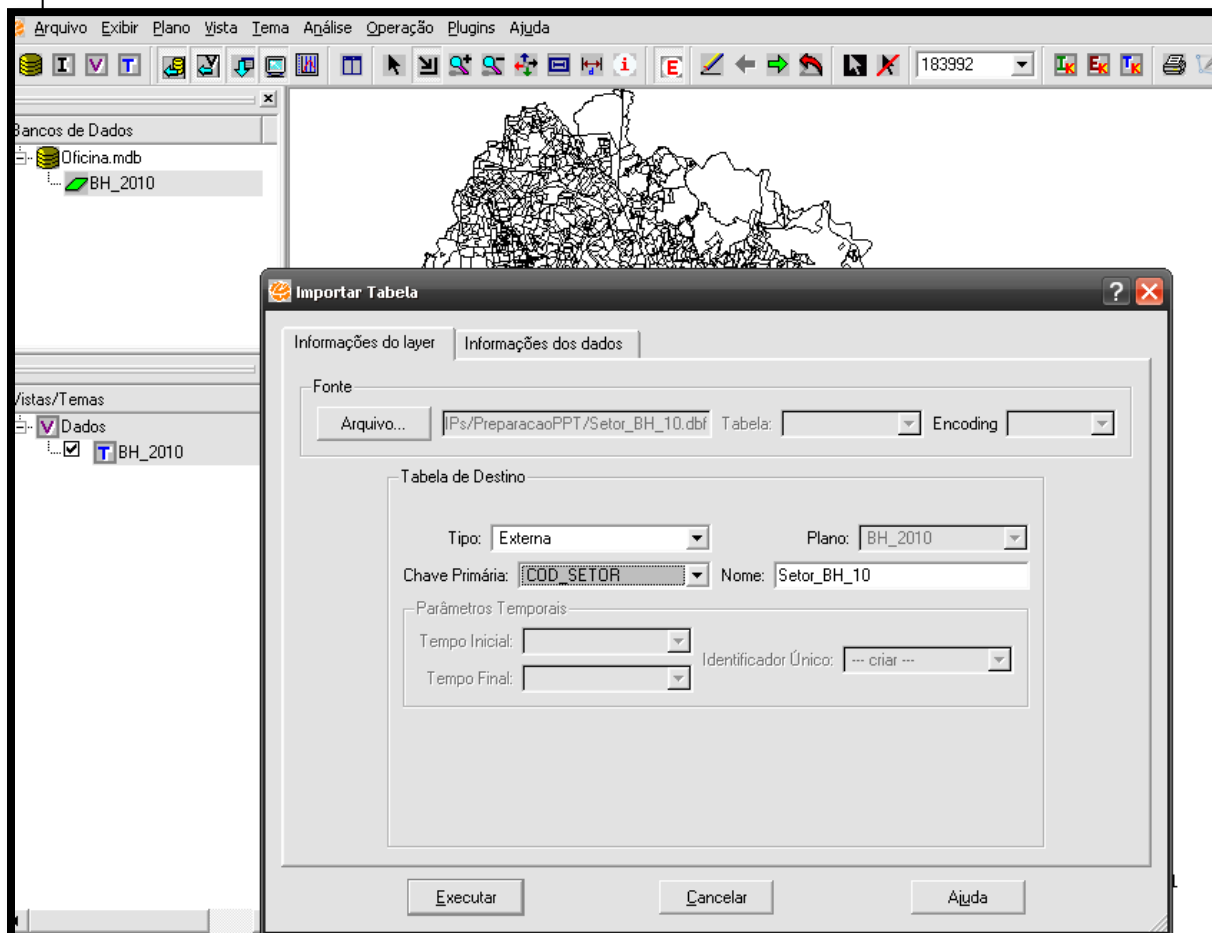 Arquivo Exibir Plano Vista Tema Análise Operação Plugins Ajuda
I V T E 183992 IK EK TK
Bancos de Dados
Oficina.mdb
BH_2010
Vistas/Temas
V Dados
T BH_2010
Importar Tabela
Informações do layer Informações dos dados
Fonte
Arquivo... IPs/PreparacaoPPT/Setor_BH_10.dbf Tabela: Encoding
Tabela de Destino
Tipo: Externa Plano: BH_2010
Chave Primária: COD_SETOR Nome: Setor_BH_10
Parâmetros Temporais
Tempo Inicial:
Identificador Único: --- criar ---
Tempo Final:
Executar Cancelar Ajuda